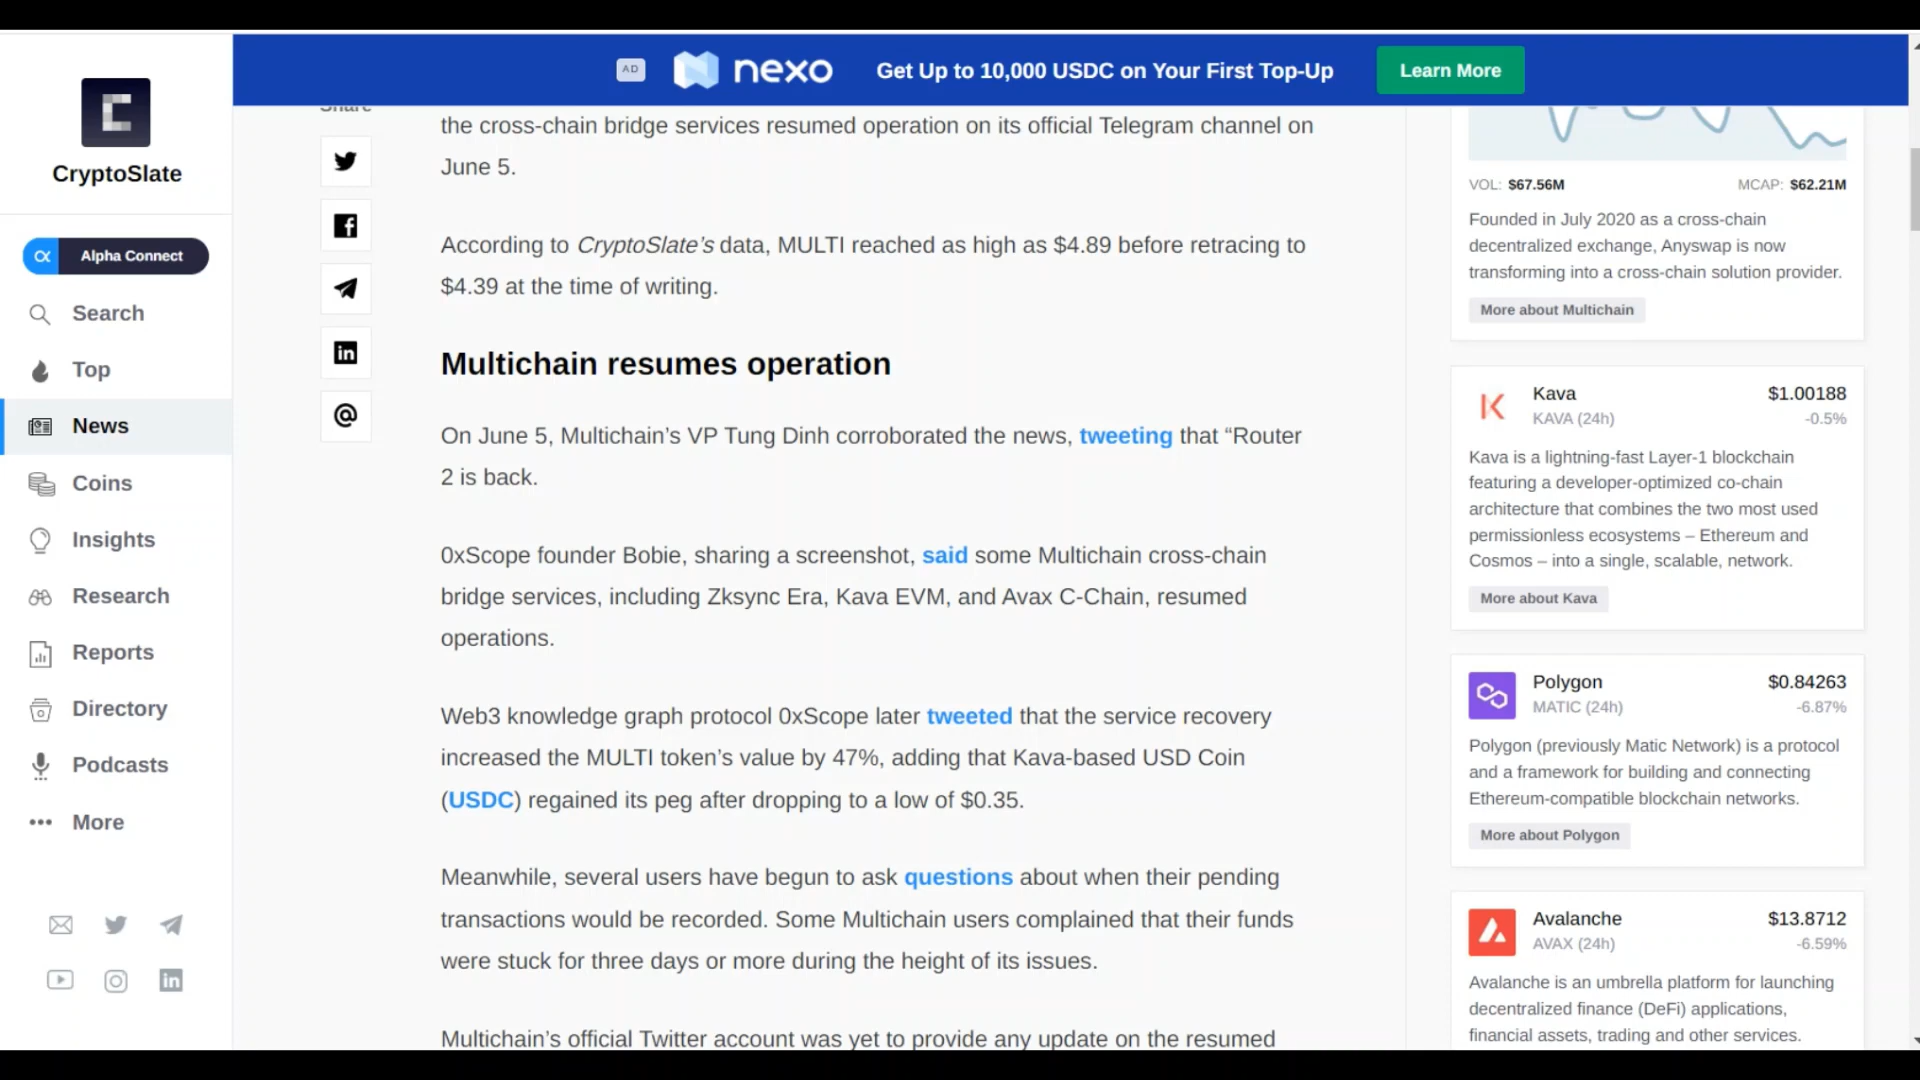 AD
nexo
Get Up to 10,000 USDC on Your First Top-Up
Learn More
CryptoSlate
Alpha Connect
Search
Top
News
Coins
Insights
Research
Reports
Directory
Podcasts
More
Share
the cross-chain bridge services resumed operation on its official Telegram channel on
June 5.
According to CryptoSlate’s data, MULTI reached as high as $4.89 before retracing to
$4.39 at the time of writing.
Multichain resumes operation
On June 5, Multichain’s VP Tung Dinh corroborated the news, tweeting that “Router
2 is back.
0xScope founder Bobie, sharing a screenshot, said some Multichain cross-chain
bridge services, including Zksync Era, Kava EVM, and Avax C-Chain, resumed
operations.
Web3 knowledge graph protocol 0xScope later tweeted that the service recovery
increased the MULTI token’s value by 47%, adding that Kava-based USD Coin
(USDC) regained its peg after dropping to a low of $0.35.
Meanwhile, several users have begun to ask questions about when their pending
transactions would be recorded. Some Multichain users complained that their funds
were stuck for three days or more during the height of its issues.
Multichain’s official Twitter account was yet to provide any update on the resumed
VOL: $67.56M
MCAP: $62.21M
Founded in July 2020 as a cross-chain
decentralized exchange, Anyswap is now
transforming into a cross-chain solution provider.
More about Multichain
Kava
$1.00188
KAVA (24h)
-0.5%
Kava is a lightning-fast Layer-1 blockchain
featuring a developer-optimized co-chain
architecture that combines the two most used
permissionless ecosystems – Ethereum and
Cosmos – into a single, scalable, network.
More about Kava
Polygon
$0.84263
MATIC (24h)
-6.87%
Polygon (previously Matic Network) is a protocol
and a framework for building and connecting
Ethereum-compatible blockchain networks.
More about Polygon
Avalanche
$13.8712
AVAX (24h)
-6.59%
Avalanche is an umbrella platform for launching
decentralized finance (DeFi) applications,
financial assets, trading and other services.